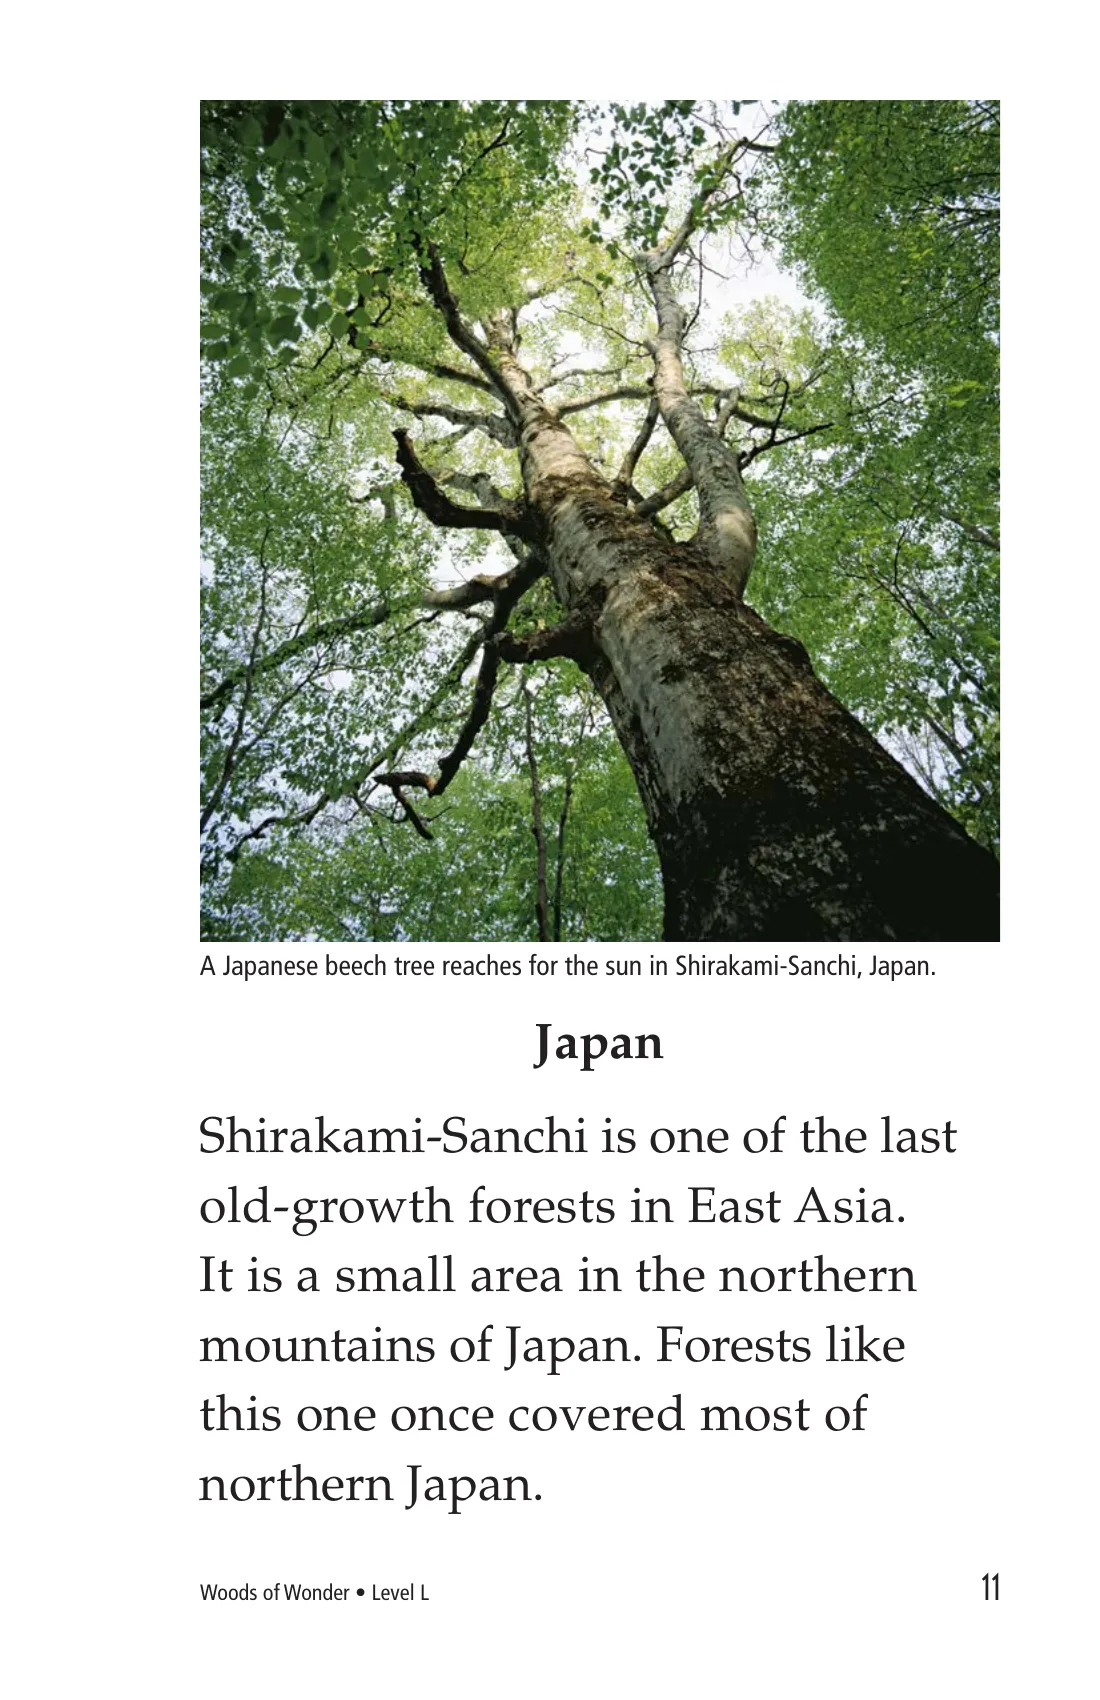 A Japanese beech tree reaches for the sun in Shirakami-Sanchi, Japan.
Japan
Shirakami-Sanchi is one of the last
old-growth forests in East Asia.
It is a small area in the northern
mountains of Japan. Forests like
this one once covered most of
northern Japan.
Woods of Wonder • Level L
11